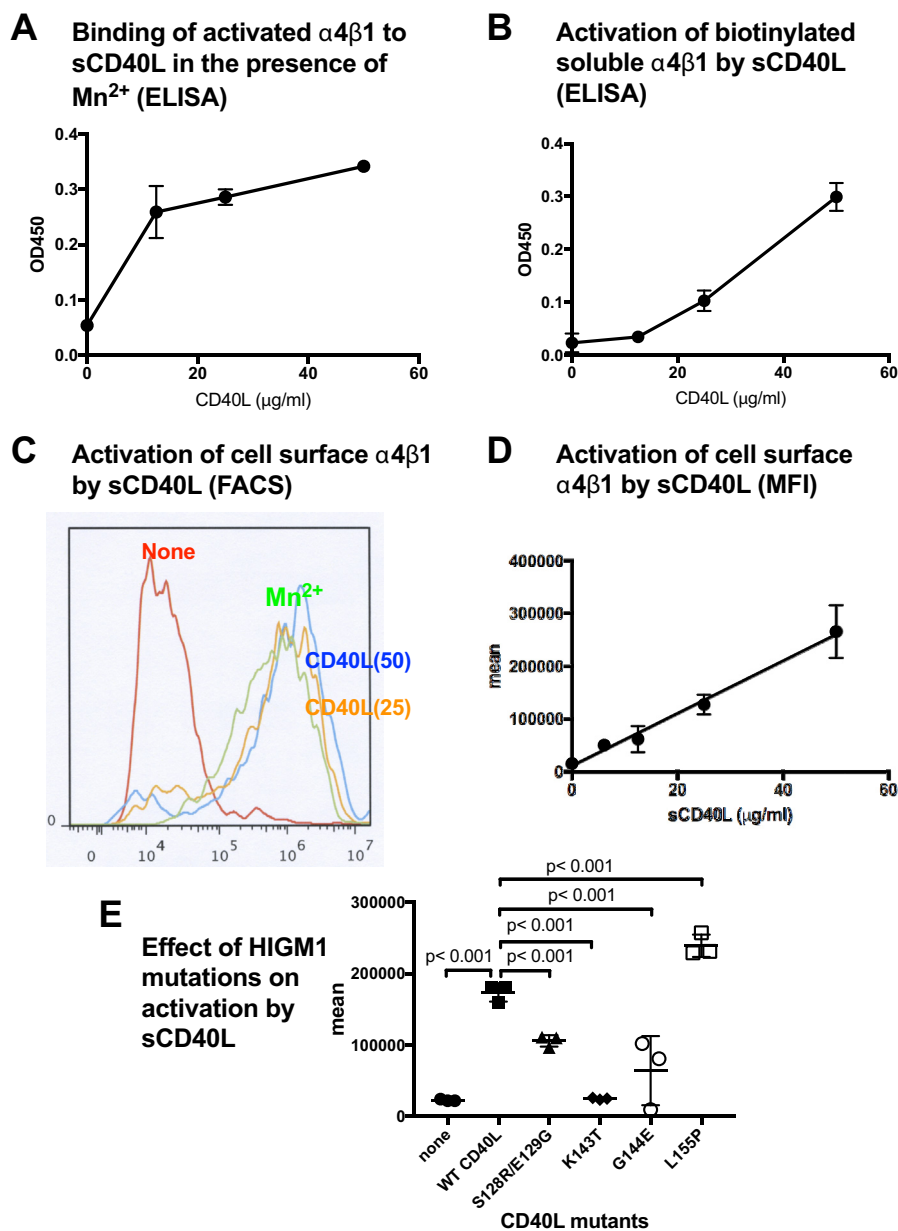 A
Binding of activated α4β1 to
sCD40L in the presence of
Mn2+ (ELISA)
0.4
0.3
0.2
0.1
0.0
OD450
0
20
40
60
CD40L (μg/ml)
B
Activation of biotinylated
soluble α4β1 by sCD40L
(ELISA)
0.4
0.3
0.2
0.1
0.0
OD450
0
20
40
60
CD40L (μg/ml)
C
Activation of cell surface α4β1
by sCD40L (FACS)
None
Mn2+
CD40L(50)
CD40L(25)
0
0
10^4
10^5
10^6
10^7
D
Activation of cell surface
α4β1 by sCD40L (MFI)
400000
300000
200000
100000
0
mean
0
20
40
60
sCD40L (μg/ml)
E
Effect of HIGM1
mutations on
activation by
sCD40L
p< 0.001
p< 0.001
p< 0.001
p< 0.001
p< 0.001
300000
200000
100000
0
mean
none
WT CD40L
S128R/E129G
K143T
G144E
L155P
CD40L mutants